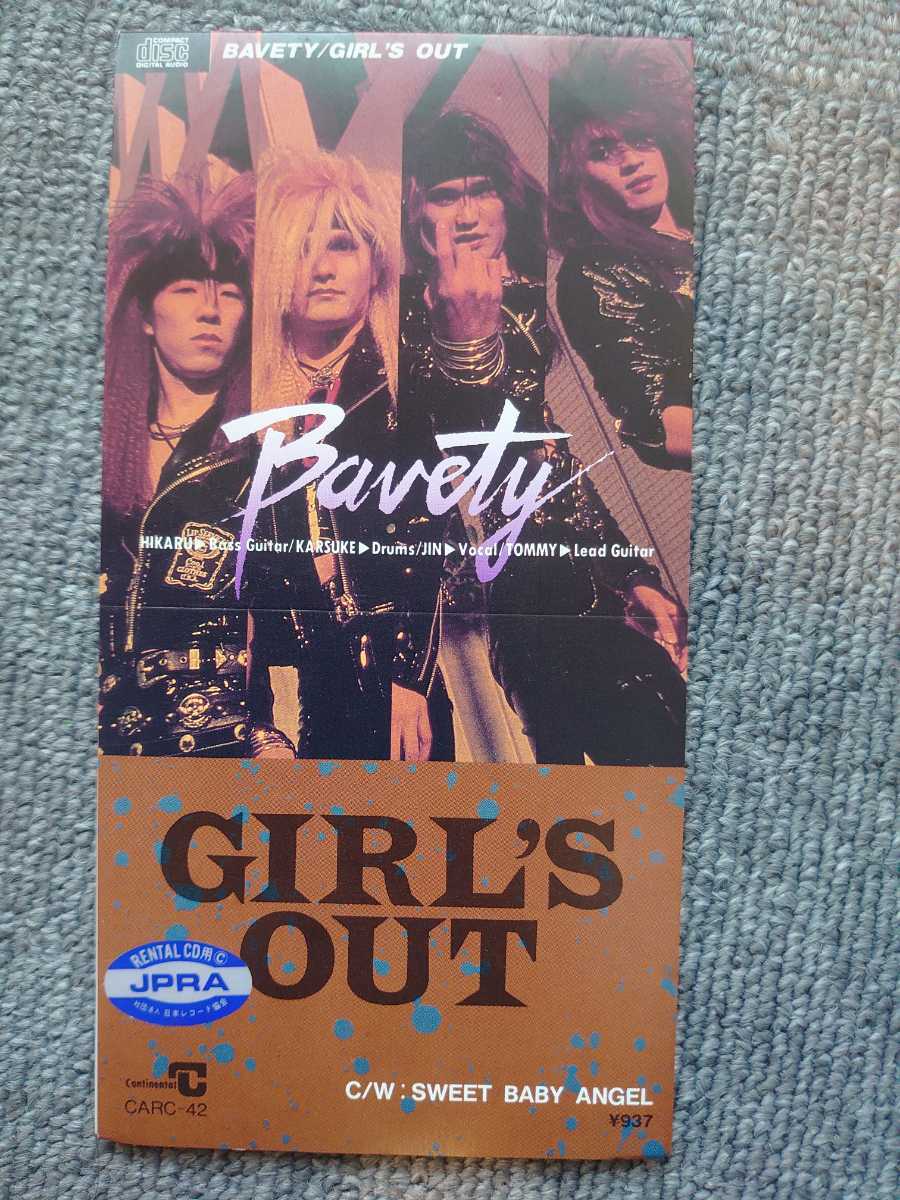 COMPACT
disc
DIGITAL AUDIO
BAVETY/GIRL'S OUT
Bavety
HIKARU▶Bass Guitar/KARSUKE▶Drums/JIN▶Vocal/TOMMY▶Lead Guitar
GIRL'S
OUT
RENTAL CD用©
JPRA
社団法人 日本レコード協会
Continental
CARC-42
C/W:SWEET BABY ANGEL
¥937